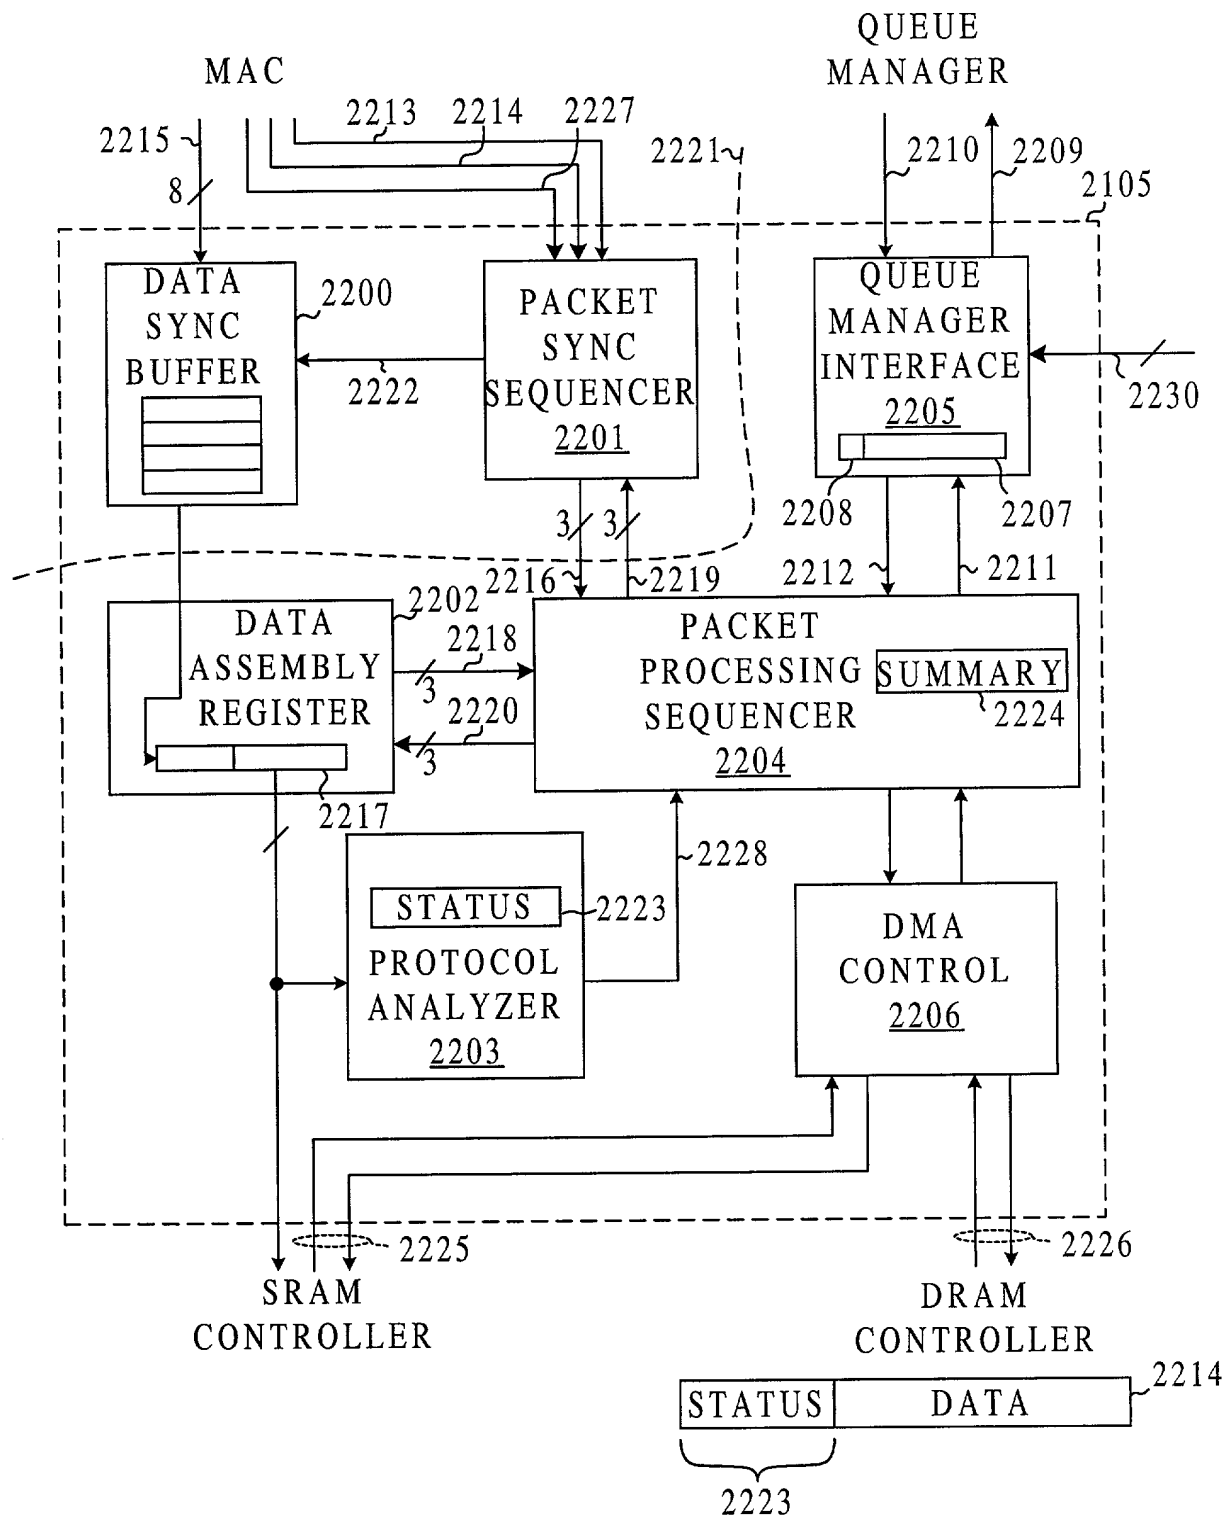 QUEUE
MANAGER
MAC
2213
2214
2227
2215
2221
2210
2209
8
2105
DATA
SYNC
BUFFER
2200
2222
PACKET
SYNC
SEQUENCER
2201
QUEUE
MANAGER
INTERFACE
2205
2230
2208
2207
3
3
2216
2219
2212
2211
2202
DATA
ASSEMBLY
REGISTER
2218
3
2220
3
2217
PACKET
PROCESSING
SEQUENCER
2204
SUMMARY
2224
STATUS
2223
PROTOCOL
ANALYZER
2203
2228
DMA
CONTROL
2206
2225
2226
SRAM
CONTROLLER
DRAM
CONTROLLER
STATUS
DATA
2214
2223